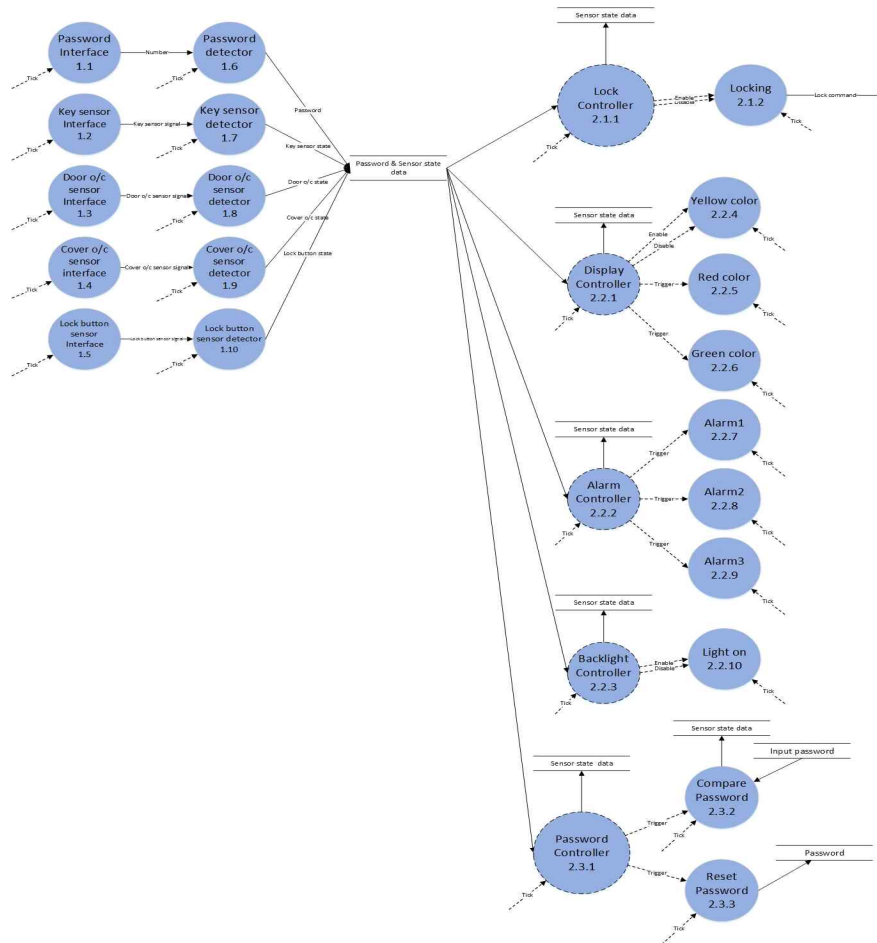 Password
Interface
1.1
Number
Password
detector
1.6
Tick
Tick
Password
Key sensor
Interface
1.2
Key sensor signal
Key sensor
detector
1.7
Tick
Tick
Key sensor state
Door o/c
sensor
Interface
1.3
Door o/c sensor signal
Door o/c
sensor
detector
1.8
Tick
Tick
Door o/c state
Cover o/c
sensor
interface
1.4
Cover o/c sensor signal
Cover o/c
sensor
detector
1.9
Tick
Tick
Cover o/c state
Lock button
sensor
Interface
1.5
Lock button sensor signal
Lock button
sensor detector
1.10
Tick
Tick
Lock button state
Password & Sensor state
data
Sensor state data
Lock
Controller
2.1.1
Tick
Enable
Disable
Locking
2.1.2
Tick
Lock command
Sensor state data
Display
Controller
2.2.1
Tick
Enable
Disable
Yellow color
2.2.4
Tick
Trigger
Red color
2.2.5
Tick
Trigger
Green color
2.2.6
Tick
Sensor state data
Alarm
Controller
2.2.2
Tick
Trigger
Alarm1
2.2.7
Tick
Trigger
Alarm2
2.2.8
Tick
Trigger
Alarm3
2.2.9
Tick
Sensor state data
Backlight
Controller
2.2.3
Tick
Enable
Disable
Light on
2.2.10
Tick
Sensor state data
Password
Controller
2.3.1
Tick
Trigger
Sensor state data
Input password
Compare
Password
2.3.2
Tick
Trigger
Password
Reset
Password
2.3.3
Tick